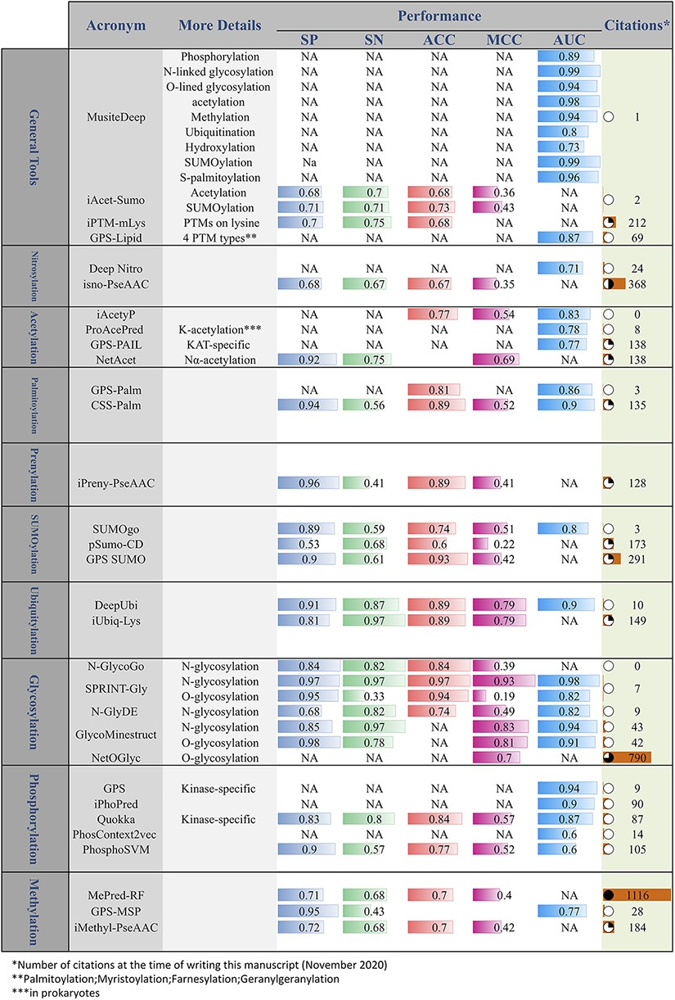 Acronym More Details Performance Citations*
SP SN ACC MCC AUC
General Tools
MusiteDeep
Phosphorylation NA NA NA NA 0.89
N-linked glycosylation NA NA NA NA 0.99
O-lined glycosylation NA NA NA NA 0.94
acetylation NA NA NA NA 0.98
Methylation NA NA NA NA 0.94 1
Ubiquitination NA NA NA NA 0.8
Hydroxylation NA NA NA NA 0.73
SUMOylation Na NA NA NA 0.99
S-palmitoylation NA NA NA NA 0.96
iAcet-Sumo 2
Acetylation 0.68 0.7 0.68 0.36 NA
SUMOylation 0.71 0.71 0.73 0.43 NA
iPTM-mLys PTMs on lysine 0.7 0.75 0.68 NA NA 212
GPS-Lipid 4 PTM types** NA NA NA NA 0.87 69
Nitrosylation
Deep Nitro NA NA NA NA 0.71 24
isno-PseAAC 0.68 0.67 0.67 0.35 NA 368
Acetylation
iAcetyP NA NA 0.77 0.54 0.83 0
ProAcePred K-acetylation*** NA NA NA NA 0.78 8
GPS-PAIL KAT-specific NA NA NA NA 0.77 138
NetAcet Nα-acetylation 0.92 0.75 0.69 NA 138
Palmitoylation
GPS-Palm NA NA 0.81 NA 0.86 3
CSS-Palm 0.94 0.56 0.89 0.52 0.9 135
Prenylation
iPreny-PseAAC 0.96 0.41 0.89 0.41 NA 128
SUMOylation
SUMOgo 0.89 0.59 0.74 0.51 0.8 3
pSumo-CD 0.53 0.68 0.6 0.22 NA 173
GPS SUMO 0.9 0.61 0.93 0.42 NA 291
Ubiquitylation
DeepUbi 0.91 0.87 0.89 0.79 0.9 10
iUbiq-Lys 0.81 0.97 0.89 0.79 NA 149
Glycosylation
N-GlycoGo N-glycosylation 0.84 0.82 0.84 0.39 NA 0
SPRINT-Gly 7
N-glycosylation 0.97 0.97 0.97 0.93 0.98
O-glycosylation 0.95 0.33 0.94 0.19 0.82
N-GlyDE N-glycosylation 0.68 0.82 0.74 0.49 0.82 9
GlycoMinestruct
N-glycosylation 0.85 0.97 NA 0.83 0.94 43
O-glycosylation 0.98 0.78 0.81 0.91 42
NetOGlyc O-glycosylation NA NA NA 0.7 NA 790
Phosphorylation
GPS Kinase-specific NA NA NA NA 0.94 9
iPhoPred NA NA NA NA 0.9 90
Quokka Kinase-specific 0.83 0.8 0.84 0.57 0.87 87
PhosContext2vec NA NA NA NA 0.6 14
PhosphoSVM 0.9 0.57 0.77 0.52 0.6 105
Methylation
MePred-RF 0.71 0.68 0.7 0.4 NA 1116
GPS-MSP 0.95 0.43 0.77 28
iMethyl-PseAAC 0.72 0.68 0.7 0.42 NA 184
*Number of citations at the time of writing this manuscript (November 2020)
**Palmitoylation;Myristoylation;Farnesylation;Geranylgeranylation
***in prokaryotes